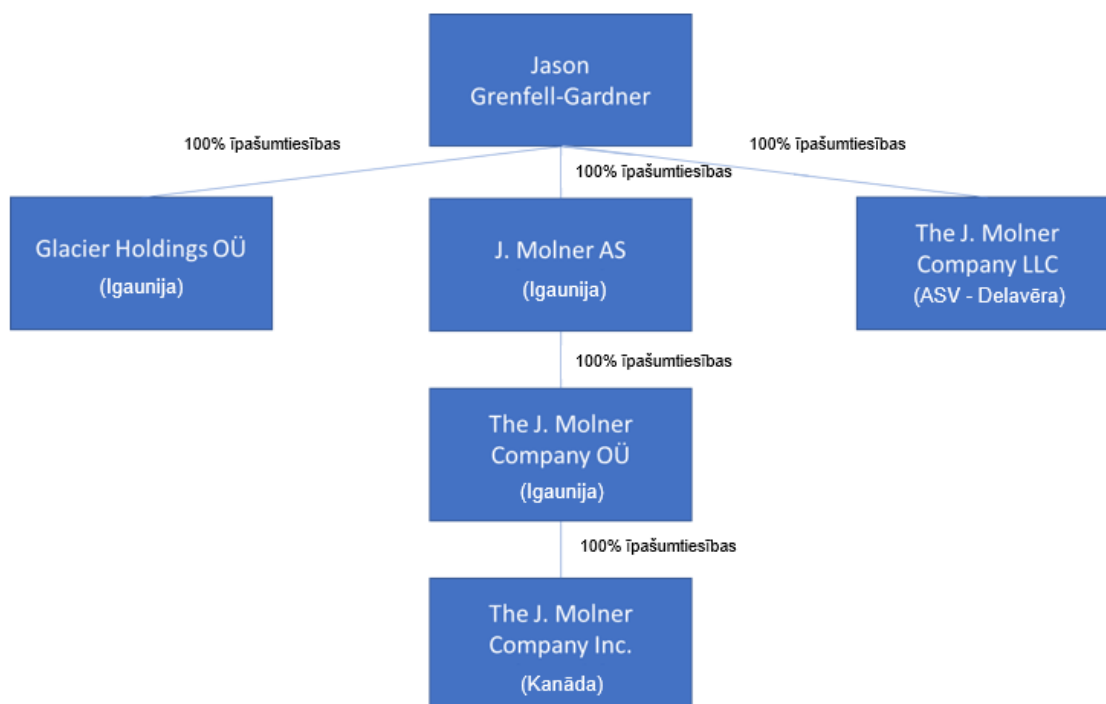 Jason
Grenfell-Gardner
100% īpašumtiesības
100% īpašumtiesības
100% īpašumtiesības
Glacier Holdings OÜ
(Igaunija)
J. Molner AS
(Igaunija)
The J. Molner
Company LLC
(ASV - Delavēra)
100% īpašumtiesības
The J. Molner
Company OÜ
(Igaunija)
100% īpašumtiesības
The J. Molner
Company Inc.
(Kanāda)